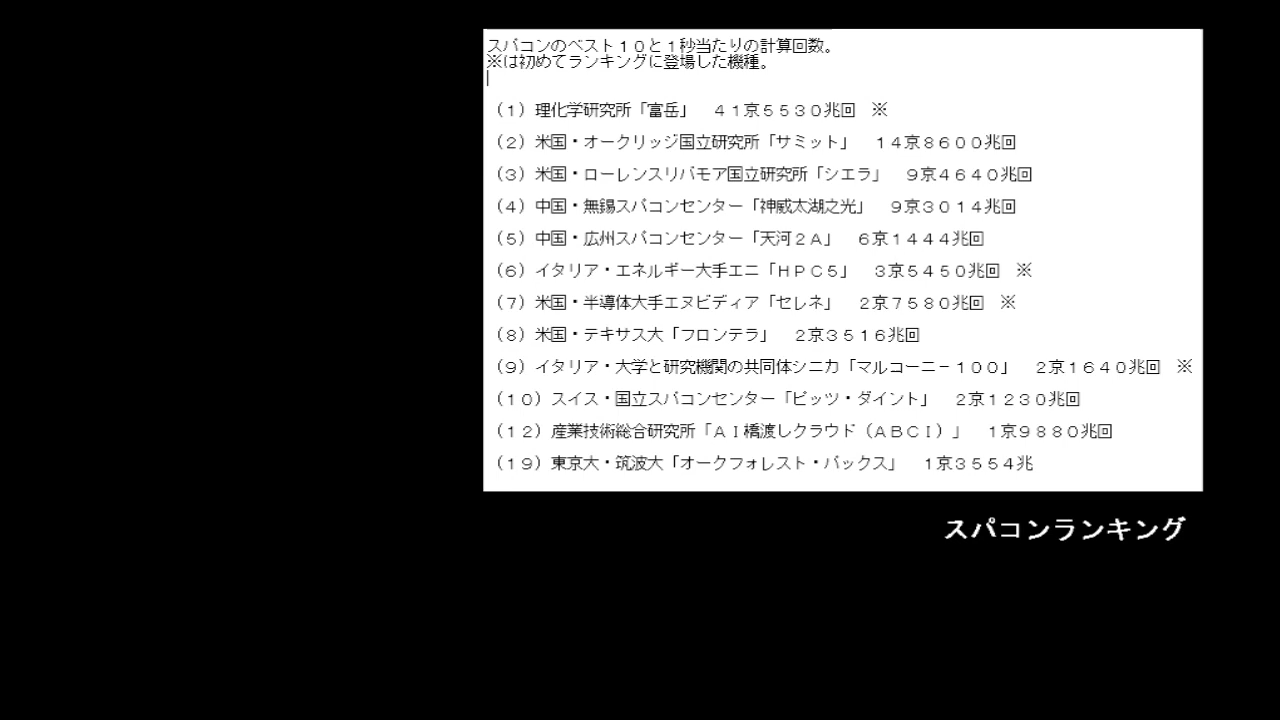 スパコンのベスト１０と１秒当たりの計算回数。
※は初めてランキングに登場した機種。
（１）理化学研究所「富岳」　４１京５５３０兆回　※
（２）米国・オークリッジ国立研究所「サミット」　１４京８６００兆回
（３）米国・ローレンスリバモア国立研究所「シエラ」　９京４６４０兆回
（４）中国・無錫スパコンセンター「神威太湖之光」　９京３０１４兆回
（５）中国・広州スパコンセンター「天河２Ａ」　６京１４４４兆回
（６）イタリア・エネルギー大手エニ「ＨＰＣ５」　３京５４５０兆回　※
（７）米国・半導体大手エヌビディア「セレネ」　２京７５８０兆回　※
（８）米国・テキサス大「フロンテラ」　２京３５１６兆回
（９）イタリア・大学と研究機関の共同体シニカ「マルコーニ－１００」　２京１６４０兆回　※
（１０）スイス・国立スパコンセンター「ピッツ・ダイント」　２京１２３０兆回
（１２）産業技術総合研究所「ＡＩ橋渡しクラウド（ＡＢＣＩ）」　１京９８８０兆回
（１９）東京大・筑波大「オークフォレスト・パックス」　１京３５５４兆
スパコンランキング